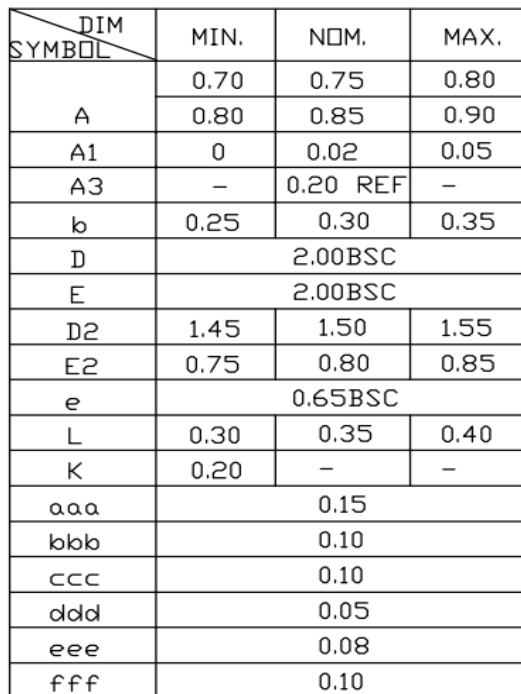 DIM
SYMBOL MIN. NOM. MAX.
0.70 0.75 0.80
A 0.80 0.85 0.90
A1 0 0.02 0.05
A3 – 0.20 REF –
b 0.25 0.30 0.35
D 2.00BSC
E 2.00BSC
D2 1.45 1.50 1.55
E2 0.75 0.80 0.85
e 0.65BSC
L 0.30 0.35 0.40
K 0.20 – –
aaa 0.15
bbb 0.10
ccc 0.10
ddd 0.05
eee 0.08
fff 0.10